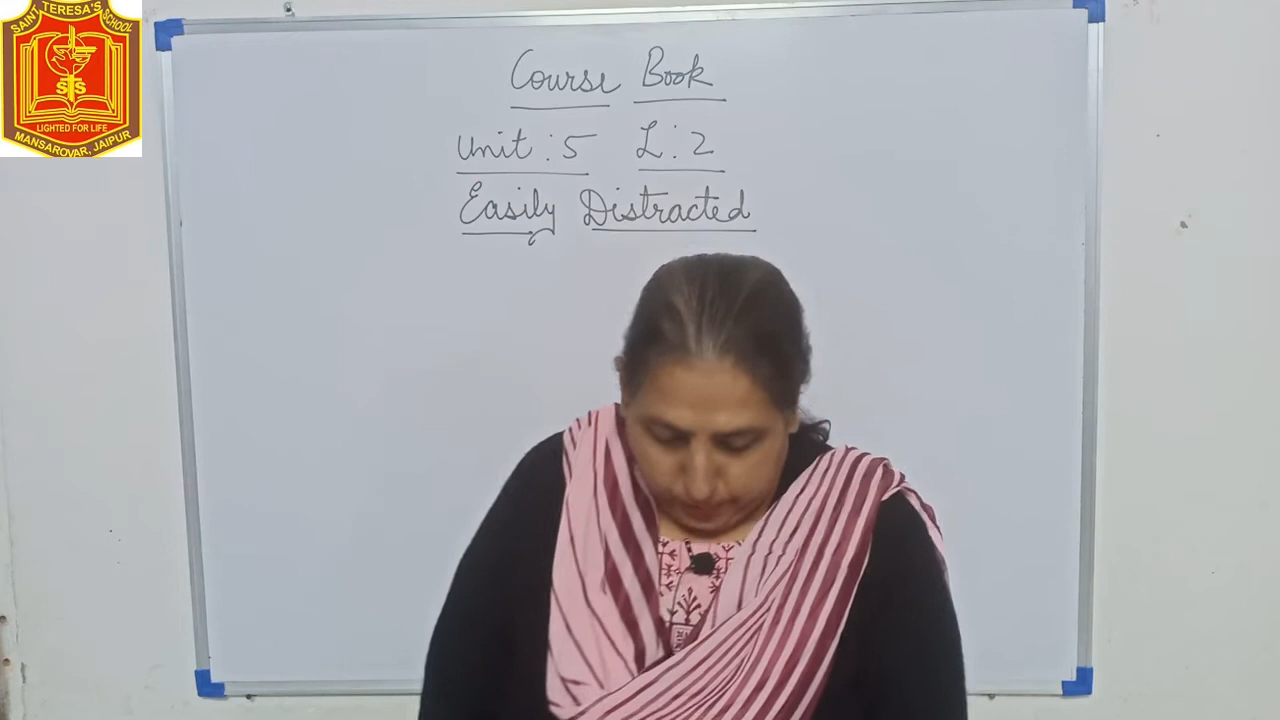 SAINT TERESA'S SCHOOL
STS
LIGHTED FOR LIFE
MANSAROVAR, JAIPUR
Course Book
Unit : 5 L : 2
Easily Distracted